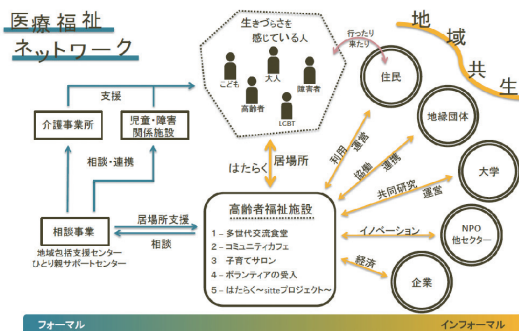 医療福祉
ネットワーク
生きづらさを
感じている人
こども
大人
障害者
高齢者
LCBT
行ったり
来たり
地域共生
住民
地縁団体
大学
NPO
他セクター
企業
支援
介護事業所
児童・障害
関係施設
相談・連携
相談事業
地域包括支援センター
ひとり親サポートセンター
居場所支援
相談
はたらく
居場所
利用
運営
協働
連携
共同研究
運営
イノベーション
経済
高齢者福祉施設
1 – 多世代交流食堂
2 – コミュニティカフェ
3 子育てサロン
4 – ボランティアの受入
5 – はたらく〜sitteプロジェクト〜
フォーマル
インフォーマル